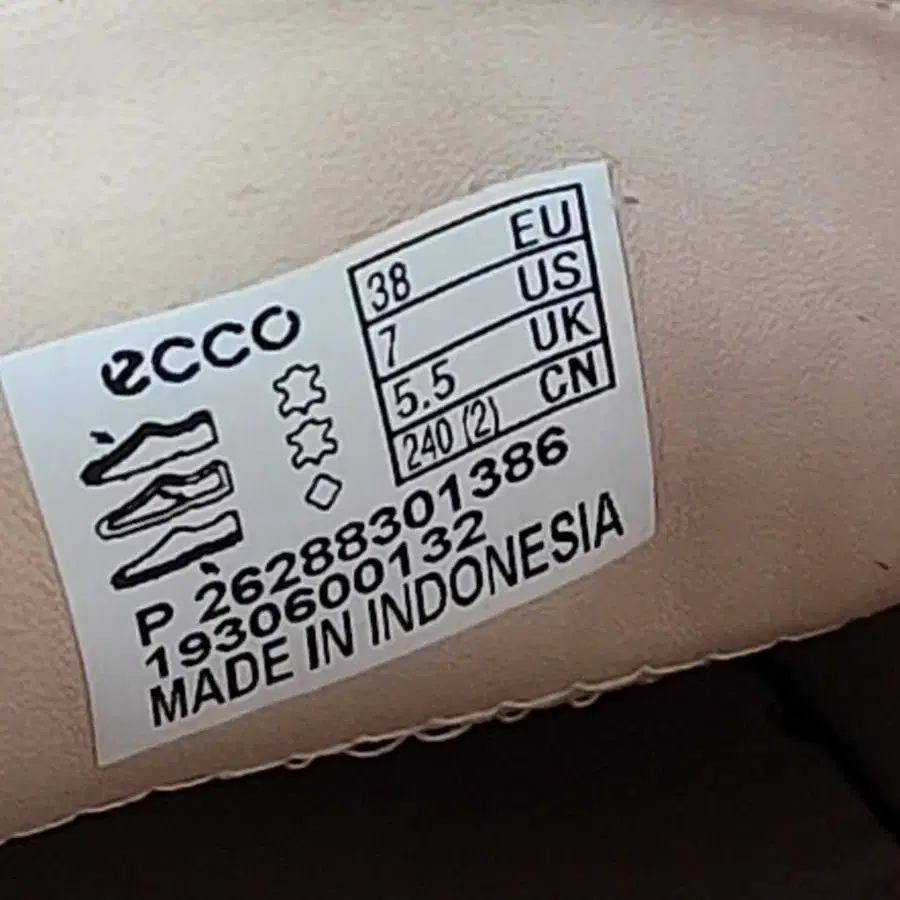 ecco
38 EU
7 US
5.5 UK
240 (2) CN
P 26288301386
1930600132
MADE IN INDONESIA